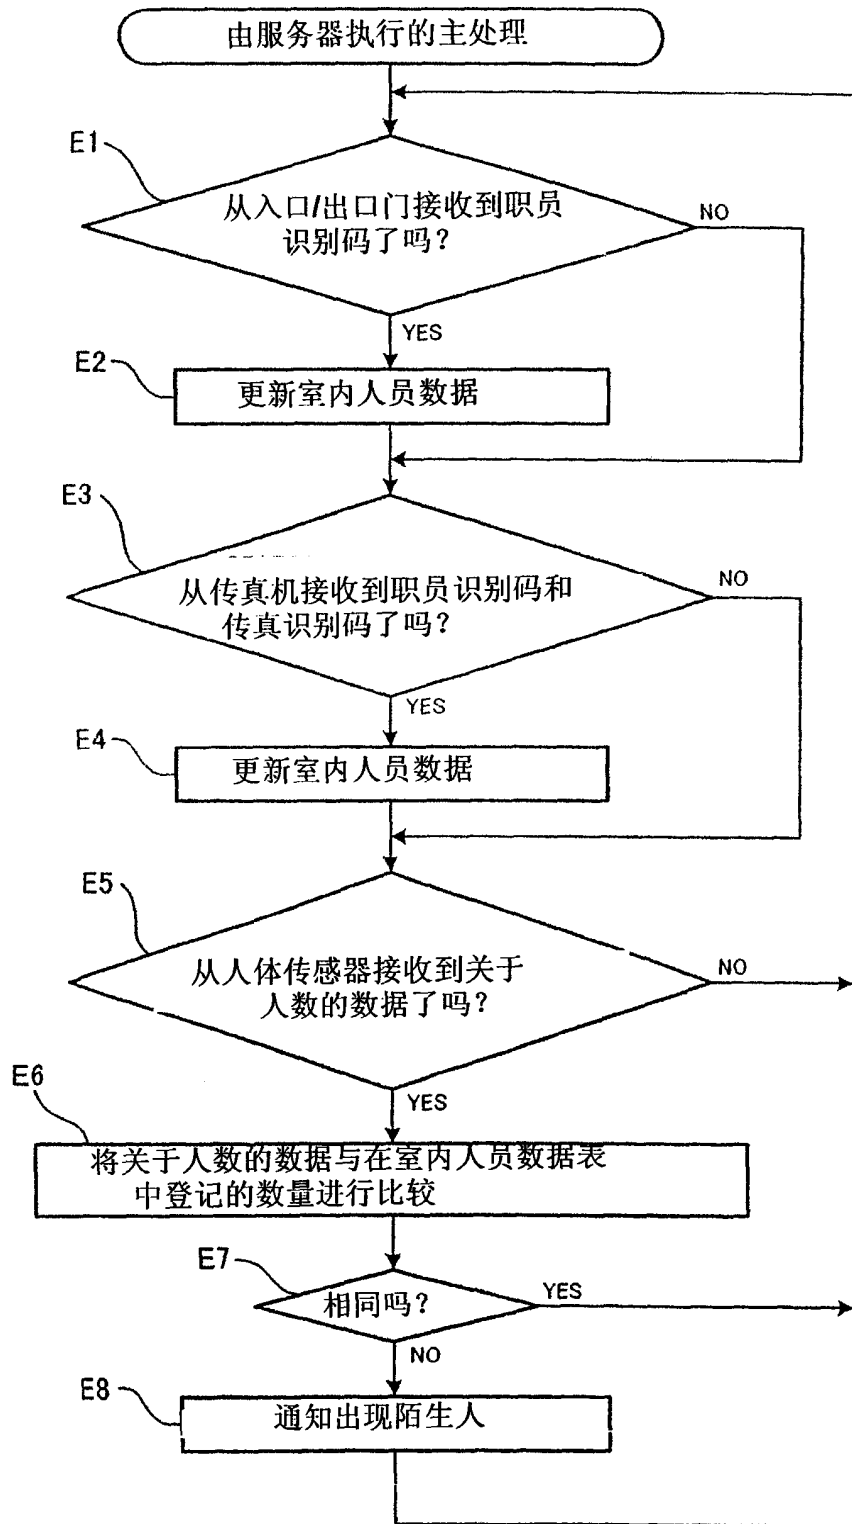 由服务器执行的主处理
E1
从入口/出口门接收到职员
识别码了吗?
NO
YES
E2
更新室内人员数据
E3
从传真机接收到职员识别码和
传真识别码了吗?
NO
YES
E4
更新室内人员数据
E5
从人体传感器接收到关于
人数的数据了吗?
NO
YES
E6
将关于人数的数据与在室内人员数据表
中登记的数量进行比较
E7
相同吗?
YES
NO
E8
通知出现陌生人